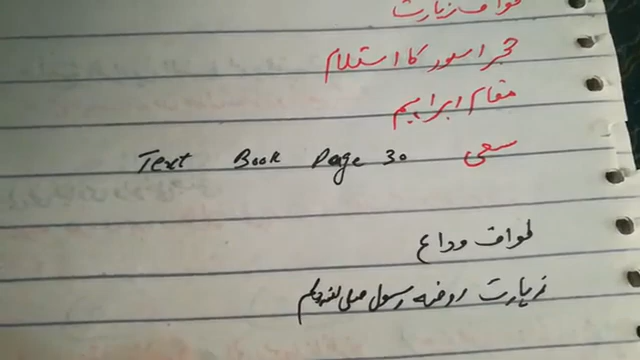 طواف زیارت
حجر اسود کا استلام
مقام ابراہیم
سعی Text Book Page 30
طواف وداع
زیارت روضہ رسول صلی اللہ علیہ وسلم